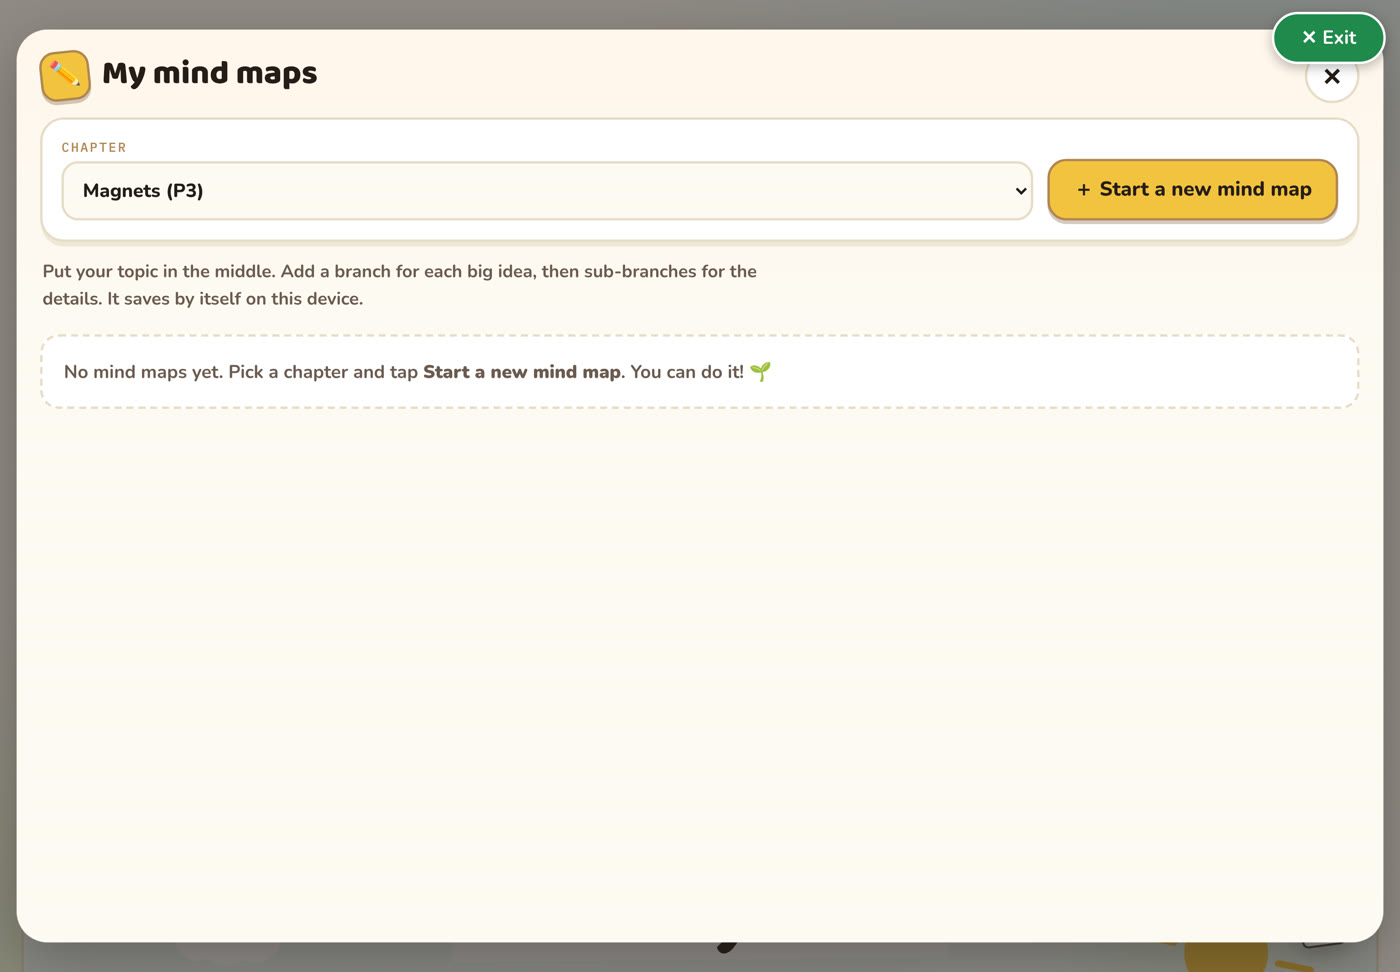 ✕ Exit
✏️ My mind maps
✕
CHAPTER
Magnets (P3)
+ Start a new mind map
Put your topic in the middle. Add a branch for each big idea, then sub-branches for the
details. It saves by itself on this device.
No mind maps yet. Pick a chapter and tap Start a new mind map. You can do it! 🌱